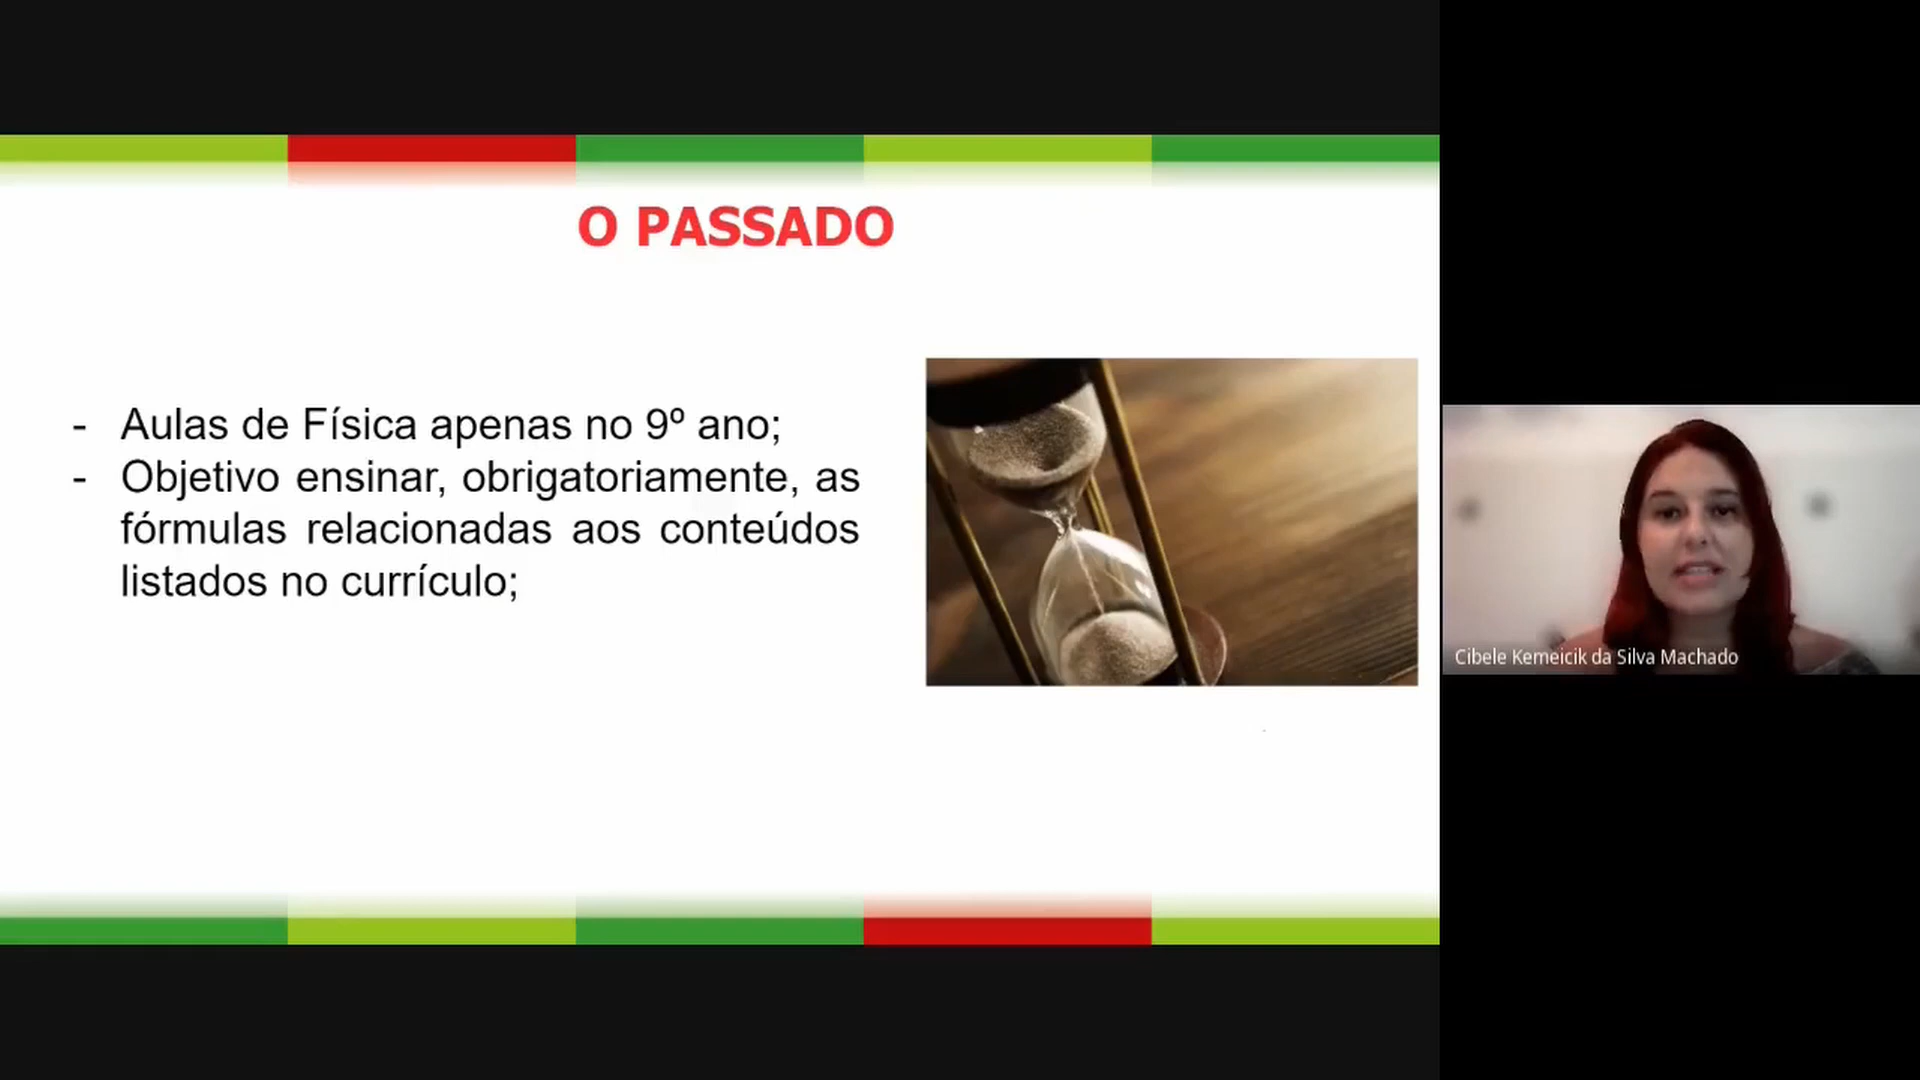 O PASSADO
- Aulas de Física apenas no 9º ano;
- Objetivo ensinar, obrigatoriamente, as
fórmulas relacionadas aos conteúdos
listados no currículo;
Cibele Kemeicik da Silva Machado